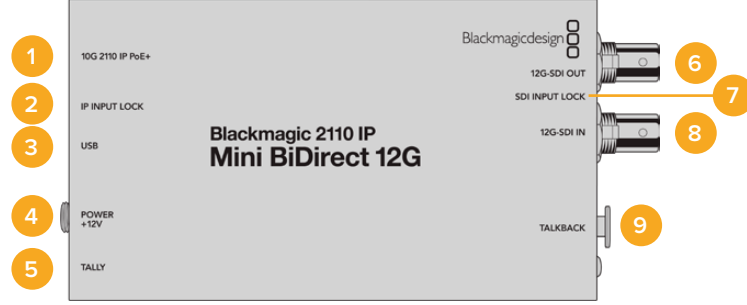 1
10G 2110 IP PoE+
2
IP INPUT LOCK
3
USB
4
POWER
+12V
5
TALLY
Blackmagicdesign
12G-SDI OUT
6
SDI INPUT LOCK
7
12G-SDI IN
8
Blackmagic 2110 IP
Mini BiDirect 12G
TALKBACK
9